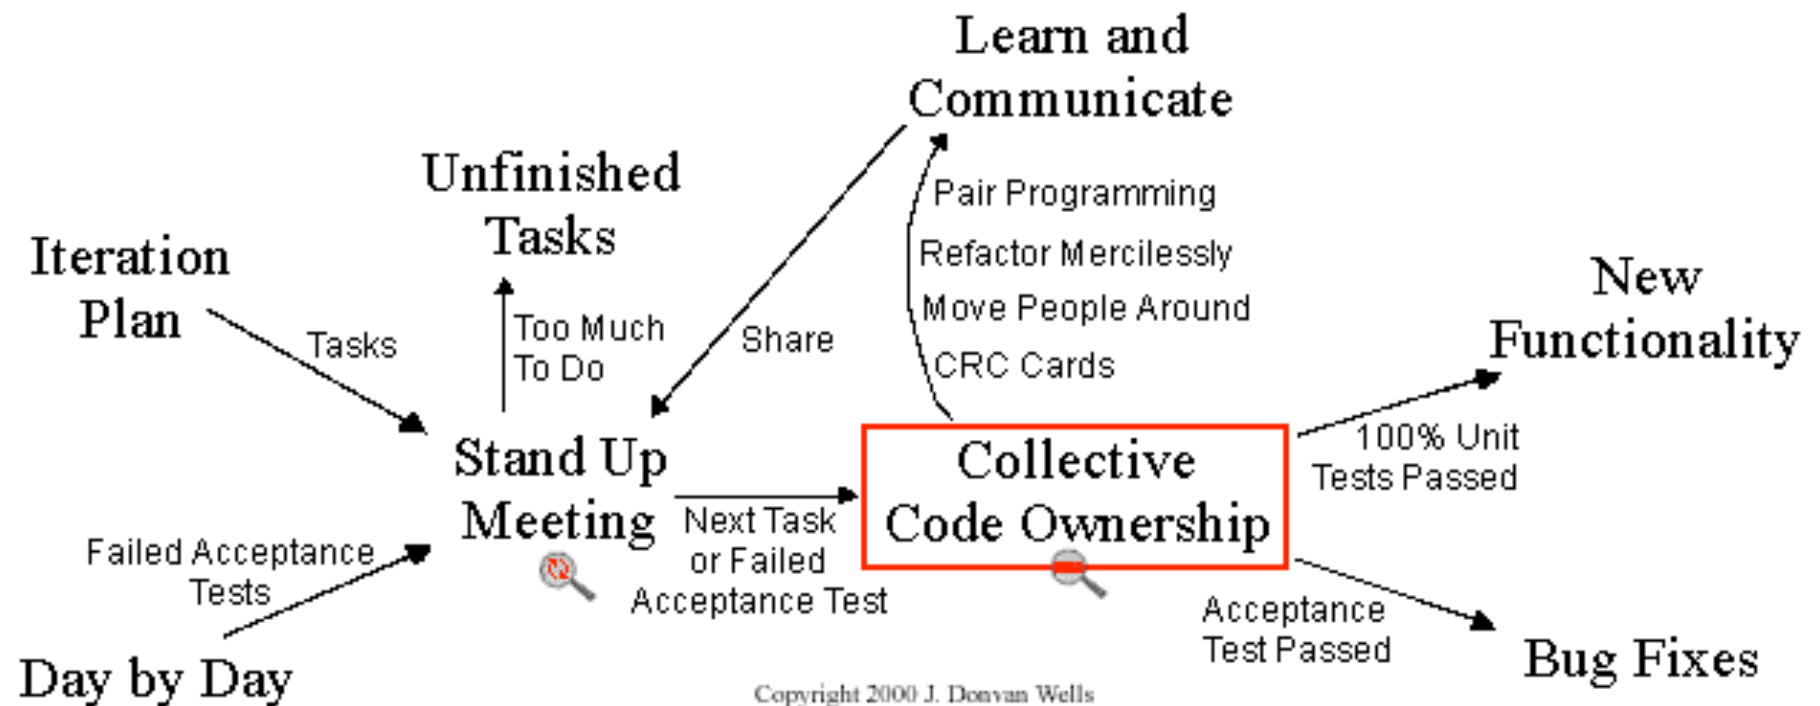 Learn and
Communicate
Unfinished
Tasks
Iteration
Plan
Tasks
Too Much
To Do
Share
Pair Programming
Refactor Mercilessly
Move People Around
CRC Cards
New
Functionality
100% Unit
Tests Passed
Stand Up
Meeting
Next Task
or Failed
Acceptance Test
Collective
Code Ownership
Failed Acceptance
Tests
Day by Day
Acceptance
Test Passed
Bug Fixes
Copyright 2000 J. Donvan Wells